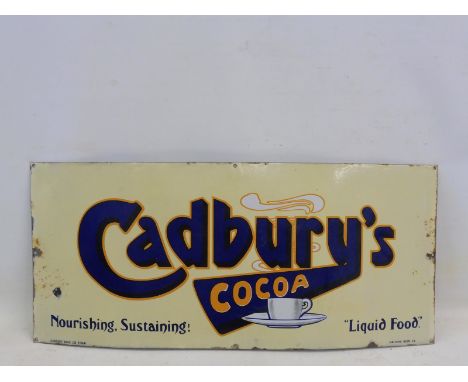 Cadbury's
COCOA
Nourishing, Sustaining!
"Liquid Food."